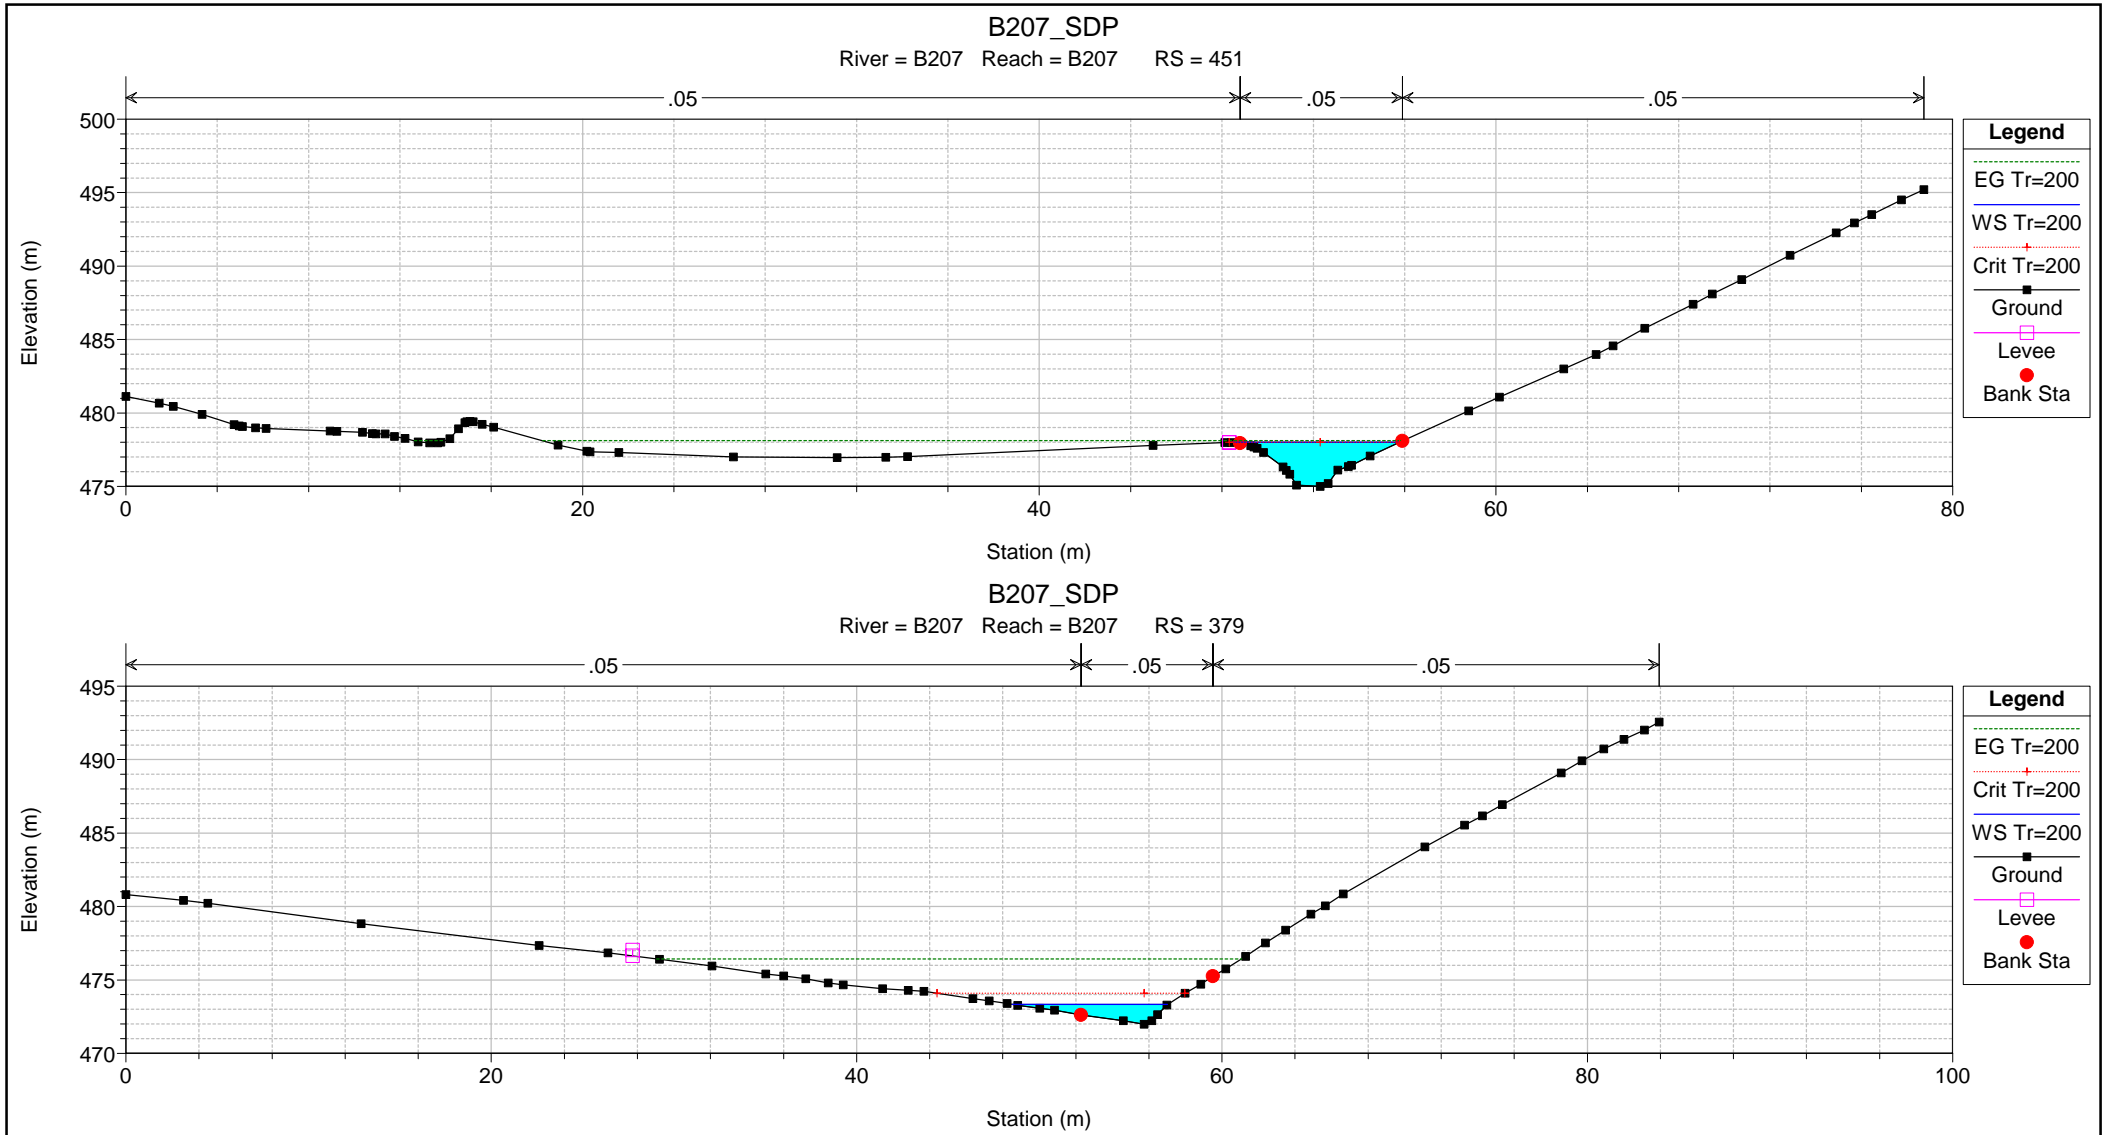 B207_SDP
River = B207 Reach = B207 RS = 451
.05 .05 .05
500
495
490
485
480
475
Elevation (m)
0 20 40 60 80
Station (m)
Legend
EG Tr=200
WS Tr=200
Crit Tr=200
Ground
Levee
Bank Sta
B207_SDP
River = B207 Reach = B207 RS = 379
.05 .05 .05
495
490
485
480
475
470
Elevation (m)
0 20 40 60 80 100
Station (m)
Legend
EG Tr=200
Crit Tr=200
WS Tr=200
Ground
Levee
Bank Sta